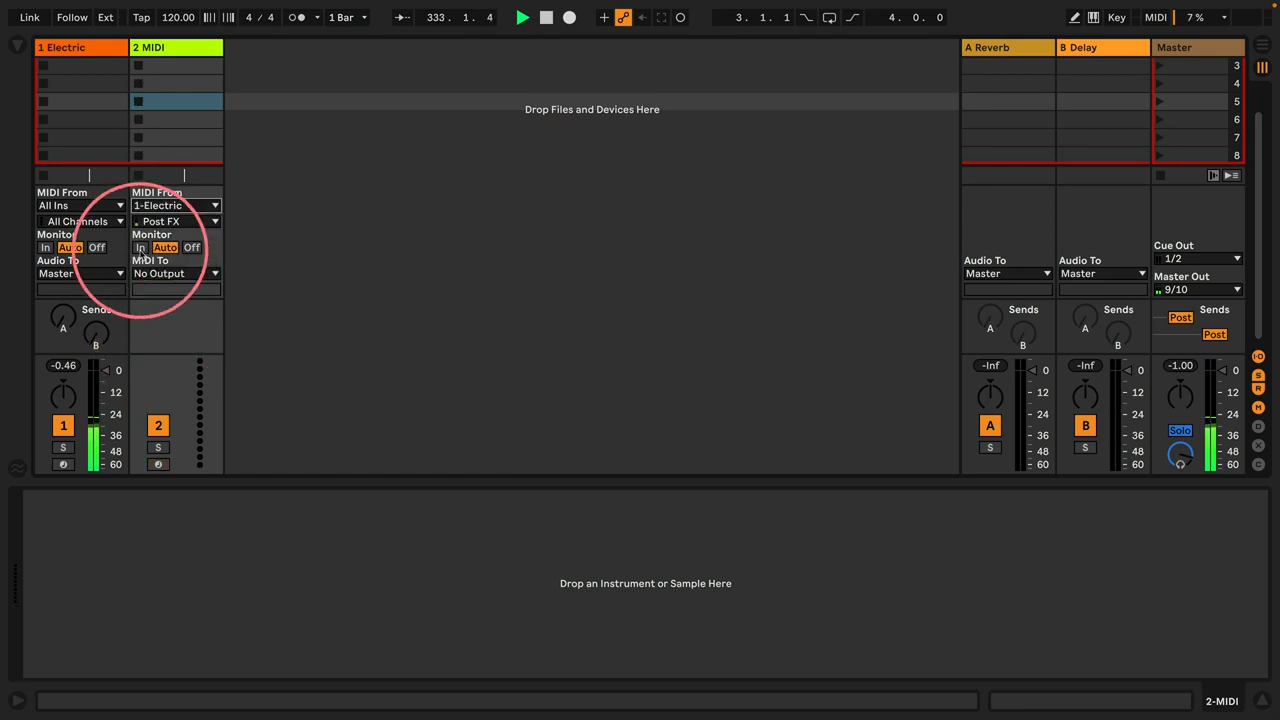 Link Follow Ext Tap 120.00 4 / 4 1 Bar 333. 1. 4 3. 1. 1 4. 0. 0 Key MIDI 7 %
1 Electric 2 MIDI A Reverb B Delay Master
3
4
Drop Files and Devices Here 5
6
7
8
MIDI From MIDI From
All Ins 1-Electric
All Channels Post FX
Monitor Monitor
In Auto Off In Auto Off
Cue Out
Audio To MIDI To Audio To Audio To 1/2
Master No Output Master Master
Master Out
9/10
Sends Sends Sends Sends
A B A B A B Post Post
-0.46 -Inf -Inf -1.00
0 0 0 0
12 12 12 12
24 24 24 24
1 2 A B Solo
36 36 36 36
S S S S
48 48 48 48
60 60 60 60
I-O
S
R
M
D
X
C
Drop an Instrument or Sample Here
2-MIDI